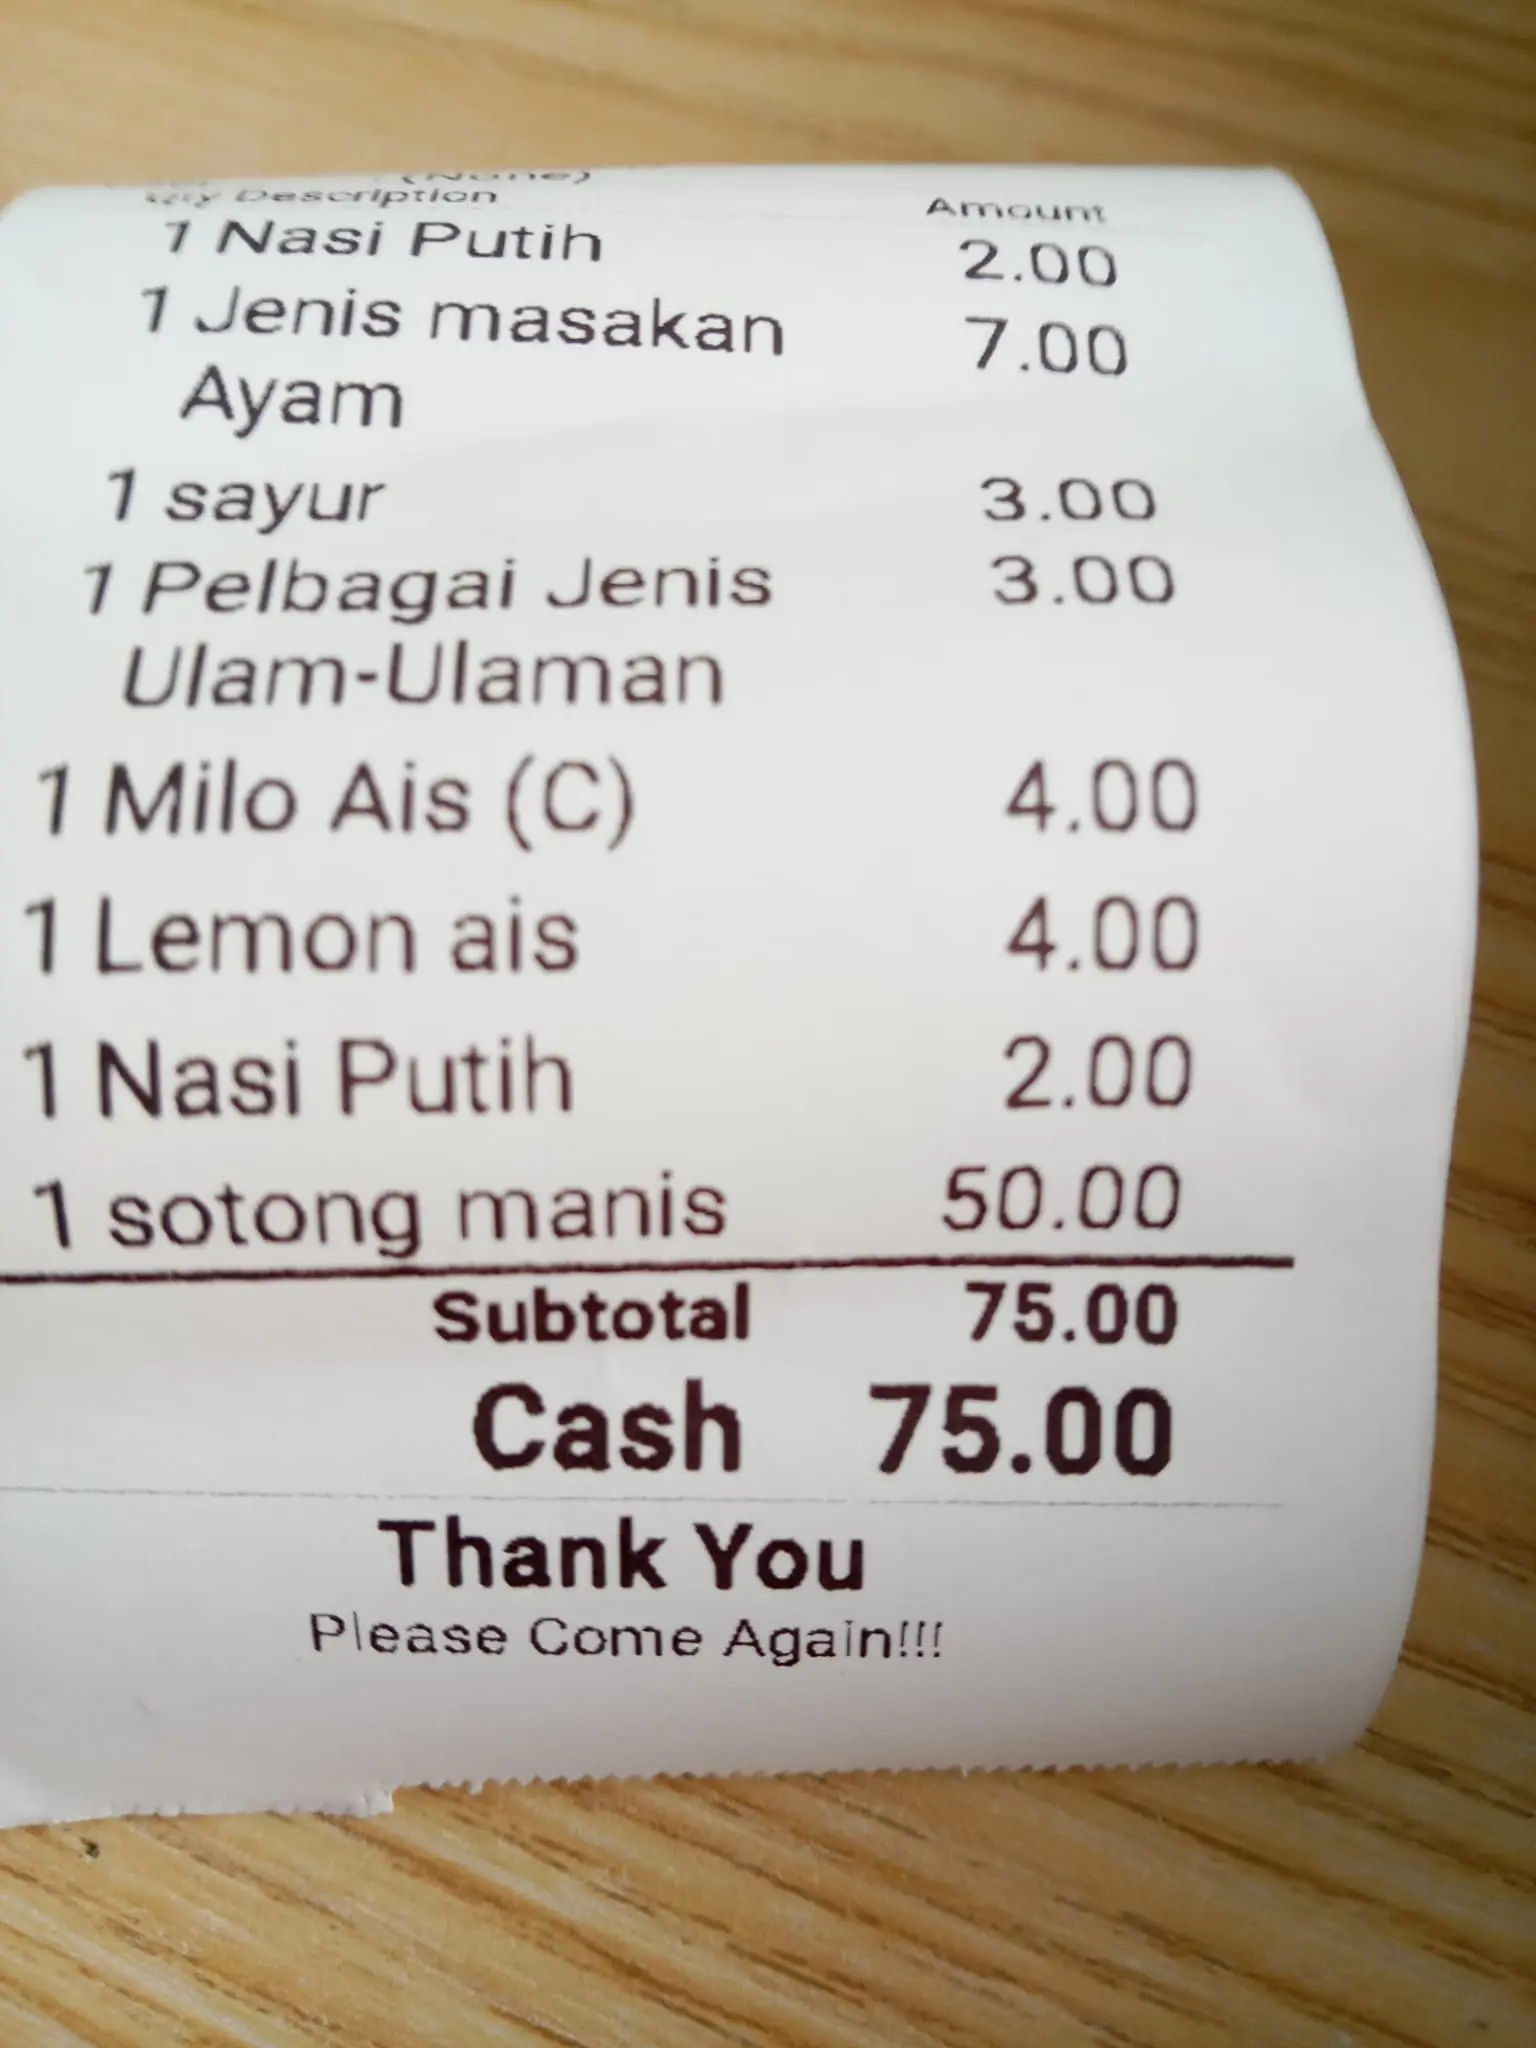 (None)
Qty Description Amount
1 Nasi Putih 2.00
1 Jenis masakan 7.00
Ayam
1 sayur 3.00
1 Pelbagai Jenis 3.00
Ulam-Ulaman
1 Milo Ais (C) 4.00
1 Lemon ais 4.00
1 Nasi Putih 2.00
1 sotong manis 50.00
Subtotal 75.00
Cash 75.00
Thank You
Please Come Again!!!